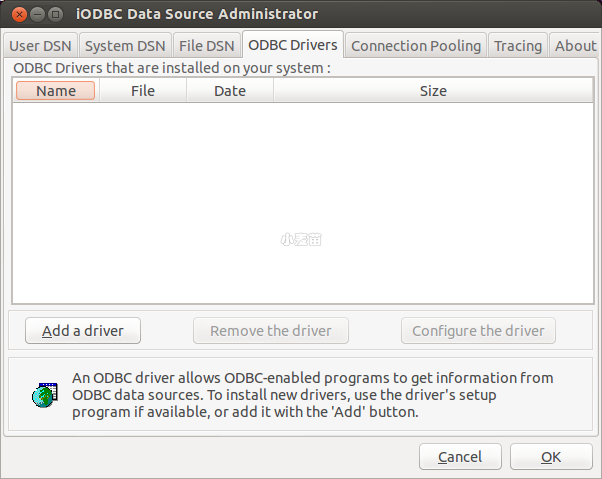 iODBC Data Source Administrator
User DSN System DSN File DSN ODBC Drivers Connection Pooling Tracing About
ODBC Drivers that are installed on your system :
Name File Date Size
小麦苗
Add a driver Remove the driver Configure the driver
An ODBC driver allows ODBC-enabled programs to get information from
ODBC data sources. To install new drivers, use the driver's setup
program if available, or add it with the 'Add' button.
Cancel OK